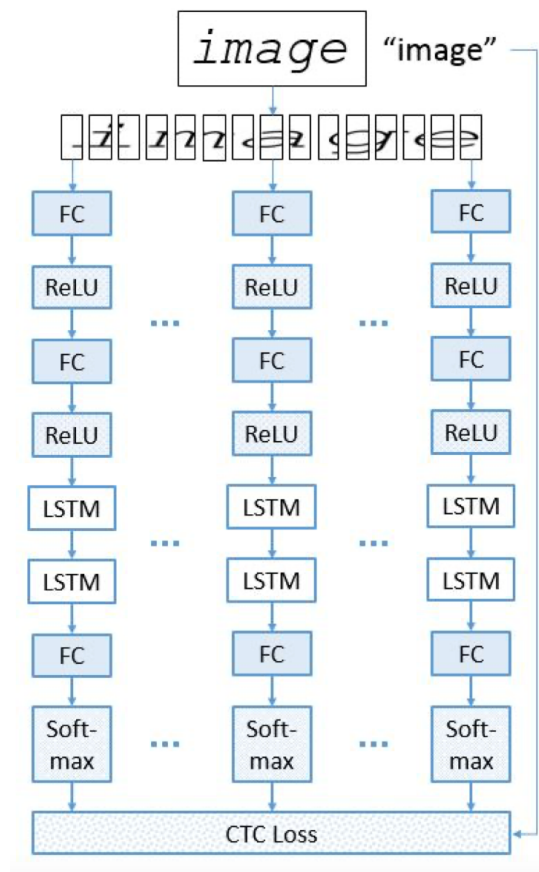 image “image”
FC FC FC
ReLU ReLU ReLU
... ...
FC FC FC
ReLU ReLU ReLU
LSTM LSTM LSTM
... ...
LSTM LSTM LSTM
FC FC FC
Soft-max ... Soft-max ... Soft-max
CTC Loss